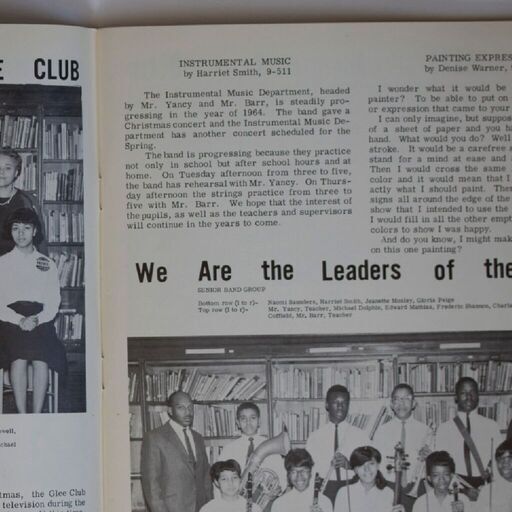 E CLUB
well,
ichael
tmas, the Glee Club
television during the
INSTRUMENTAL MUSIC
by Harriet Smith, 9-511
The Instrumental Music Department, headed
by Mr. Yancy and Mr. Barr, is steadily pro-
gressing in the year of 1964. The band gave a
Christmas concert and the Instrumental Music De-
partment has another concert scheduled for the
Spring.
The band is progressing because they practice
not only in school but after school hours and at
home. On Tuesday afternoon from three to five,
the band has rehearsal with Mr. Yancy. On Thurs-
day afternoon the strings practice from three to
five with Mr. Barr. We hope that the interest of
the pupils, as well as the teachers and supervisors
will continue in the years to come.
PAINTING EXPRES
by Denise Warner,
I wonder what it would be
painter? To be able to put on
or expression that came to your
I can only imagine, but suppos
of a sheet of paper and you ha
hand. What would you do? Well
stroke. It would be a carefree s
stand for a mind at ease and
Then I would cross the same
color and it would mean that I
actly what I should paint. Then
signs all around the edge of the
show that I intended to use the
I would fill in all the other empt
colors to show I was happy.
And do you know, I might mak
on this one painting?
We Are the Leaders of the
SENIOR BAND GROUP
Bottom row (l to r)- Naomi Saunders, Harriet Smith, Jeanette Mosley, Gloria Paige
Top row (l to r)- Mr. Yancy, Teacher, Michael Dolphin, Edward Mathias, Frederic Shannon, Charle
Coffield, Mr. Barr, Teacher